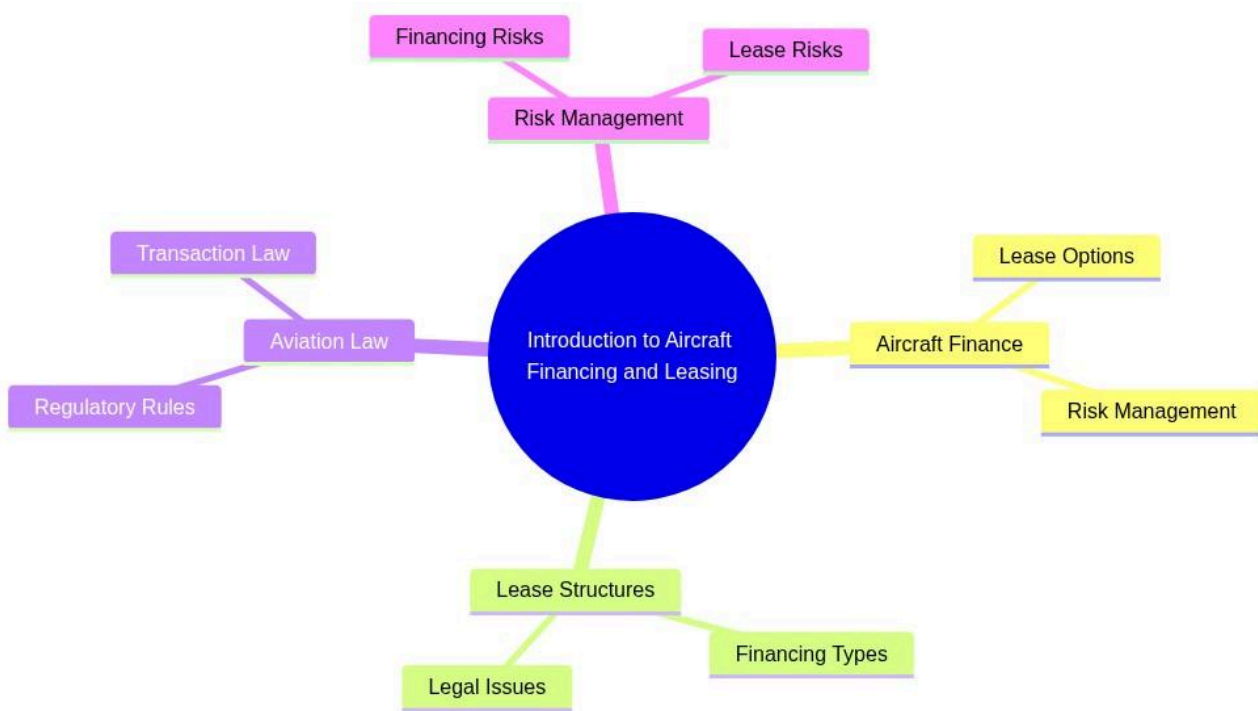 Financing Risks
Lease Risks
Risk Management
Transaction Law
Lease Options
Aviation Law
Introduction to Aircraft
Financing and Leasing
Aircraft Finance
Regulatory Rules
Risk Management
Lease Structures
Financing Types
Legal Issues